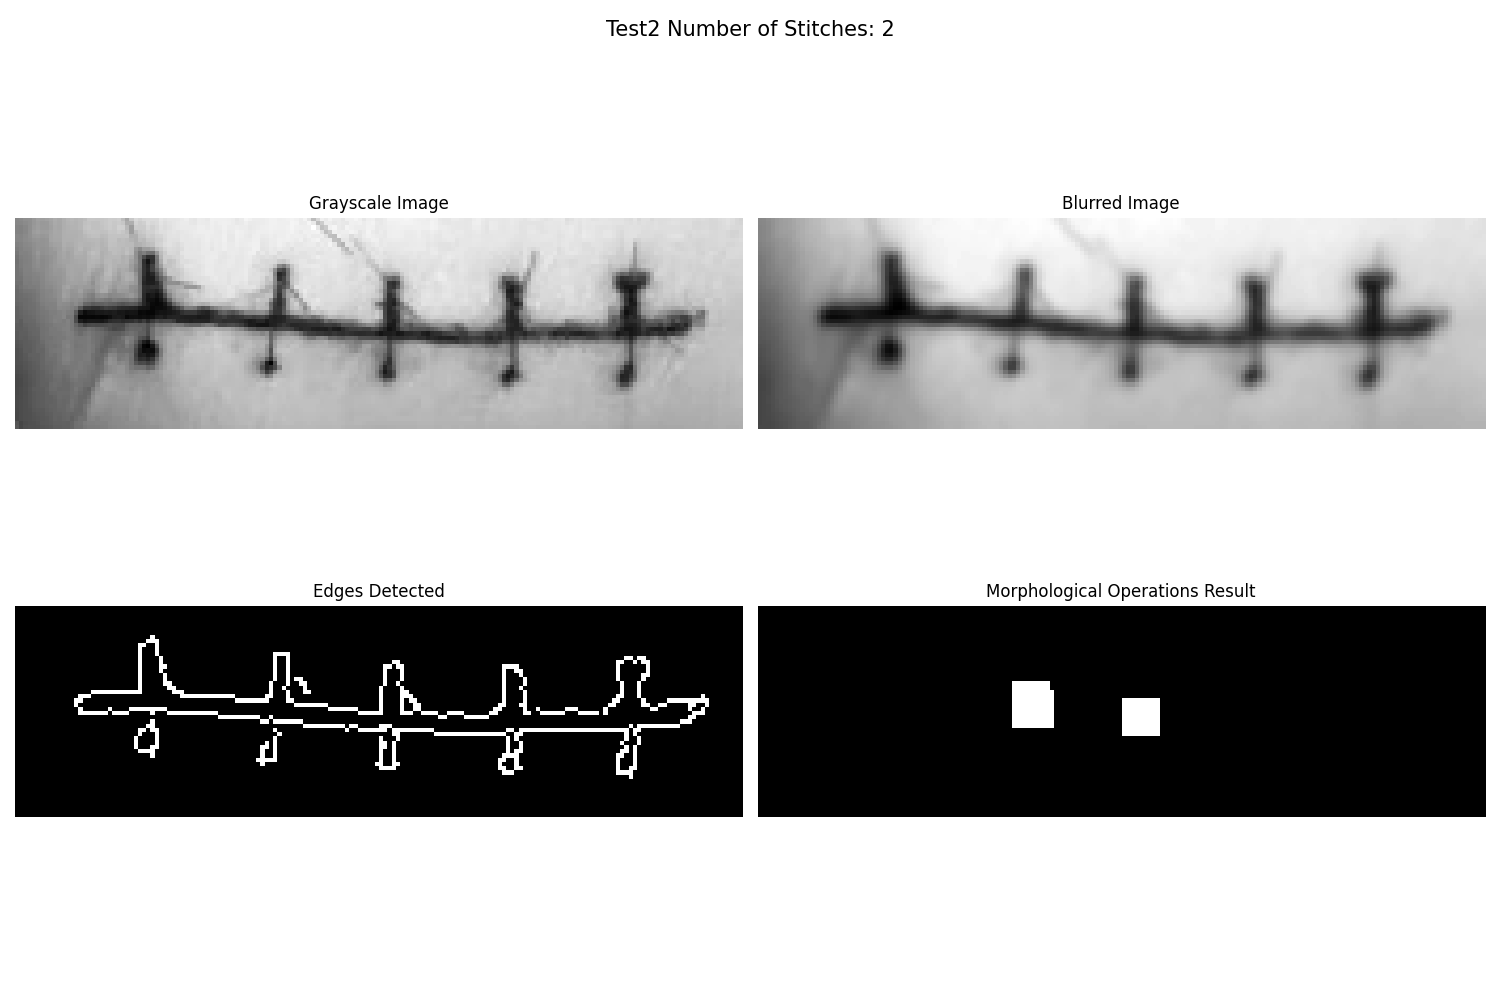 Test2 Number of Stitches: 2
Grayscale Image
Blurred Image
Edges Detected
Morphological Operations Result